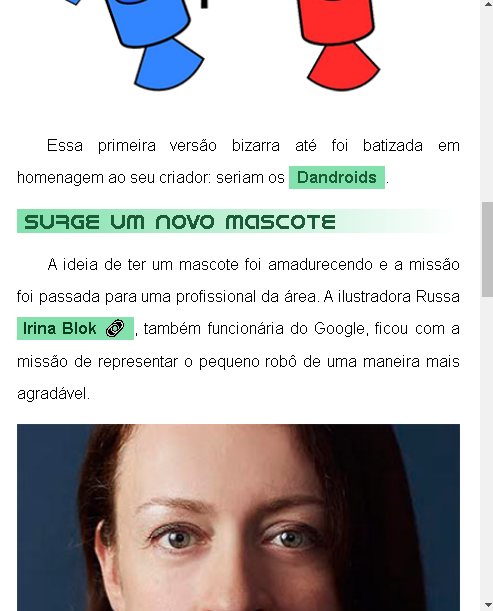 Essa primeira versão bizarra até foi batizada em
homenagem ao seu criador: seriam os Dandroids.
SURGE UM NOVO MASCOTE
A ideia de ter um mascote foi amadurecendo e a missão
foi passada para uma profissional da área. A ilustradora Russa
Irina Blok , também funcionária do Google, ficou com a
missão de representar o pequeno robô de uma maneira mais
agradável.